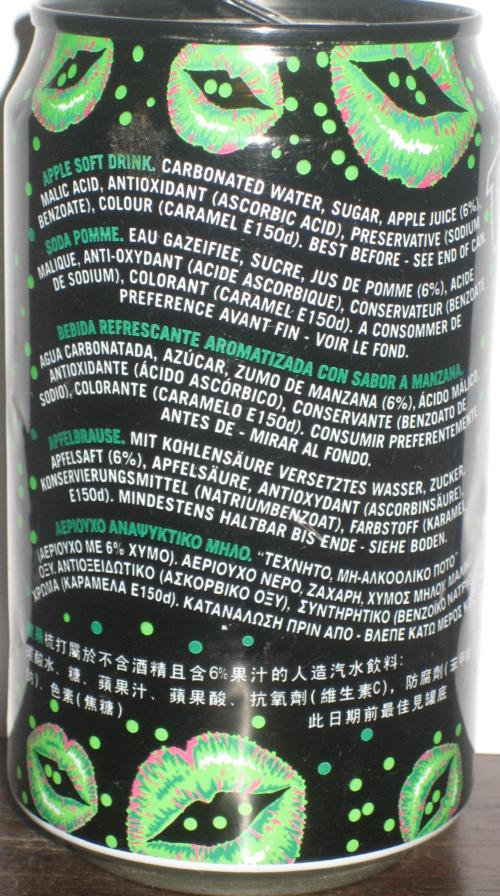 APPLE SOFT DRINK. CARBONATED WATER, SUGAR, APPLE JUICE (6%),
MALIC ACID, ANTIOXIDANT (ASCORBIC ACID), PRESERVATIVE (SODIUM
BENZOATE), COLOUR (CARAMEL E150d). BEST BEFORE - SEE END OF CAN.
SODA POMME. EAU GAZEIFIEE, SUCRE, JUS DE POMME (6%), ACIDE
MALIQUE, ANTI-OXYDANT (ACIDE ASCORBIQUE), CONSERVATEUR (BENZOATE
DE SODIUM), COLORANT (CARAMEL E150d). A CONSOMMER DE
PREFERENCE AVANT FIN - VOIR LE FOND.
BEBIDA REFRESCANTE AROMATIZADA CON SABOR A MANZANA.
AGUA CARBONATADA, AZÚCAR, ZUMO DE MANZANA (6%), ÁCIDO MÁLICO,
ANTIOXIDANTE (ÁCIDO ASCÓRBICO), CONSERVANTE (BENZOATO DE
SODIO), COLORANTE (CARAMELO E150d). CONSUMIR PREFERENTEMENTE
ANTES DE - MIRAR AL FONDO.
APFELBRAUSE. MIT KOHLENSÄURE VERSETZTES WASSER, ZUCKER,
APFELSAFT (6%), APFELSÄURE, ANTIOXYDANT (ASCORBINSÄURE),
KONSERVIERUNGSMITTEL (NATRIUMBENZOAT), FARBSTOFF (KARAMEL
E150d). MINDESTENS HALTBAR BIS ENDE - SIEHE BODEN.
ΑΕΡΙΟΥΧΟ ΑΝΑΨΥΚΤΙΚΟ ΜΗΛΟ. "ΤΕΧΝΗΤΟ, ΜΗ-ΑΛΚΟΟΛΙΚΟ ΠΟΤΟ"
(ΑΕΡΙΟΥΧΟ ΜΕ 6% ΧΥΜΟ). ΑΕΡΙΟΥΧΟ ΝΕΡΟ, ΖΑΧΑΡΗ, ΧΥΜΟΣ ΜΗΛΟΥ
ΟΞΥ, ΑΝΤΙΟΞΕΙΔΩΤΙΚΟ (ΑΣΚΟΡΒΙΚΟ ΟΞΥ), ΣΥΝΤΗΡΗΤΙΚΟ (ΒΕΝΖΟΪΚΟ
ΧΡΩΜΑ (ΚΑΡΑΜΕΛΑ E150d). ΚΑΤΑΝΑΛΩΣΗ ΠΡΙΝ ΑΠΟ - ΒΛΕΠΕ ΚΑΤΩ ΜΕΡΟΣ
果梳打屬於不含酒精且含6%果汁的人造汽水飲料:
酸水、糖、蘋果汁、蘋果酸、抗氧劑(維生素C), 防腐劑(苯甲
色素(焦糖) 此日期前最佳見罐底